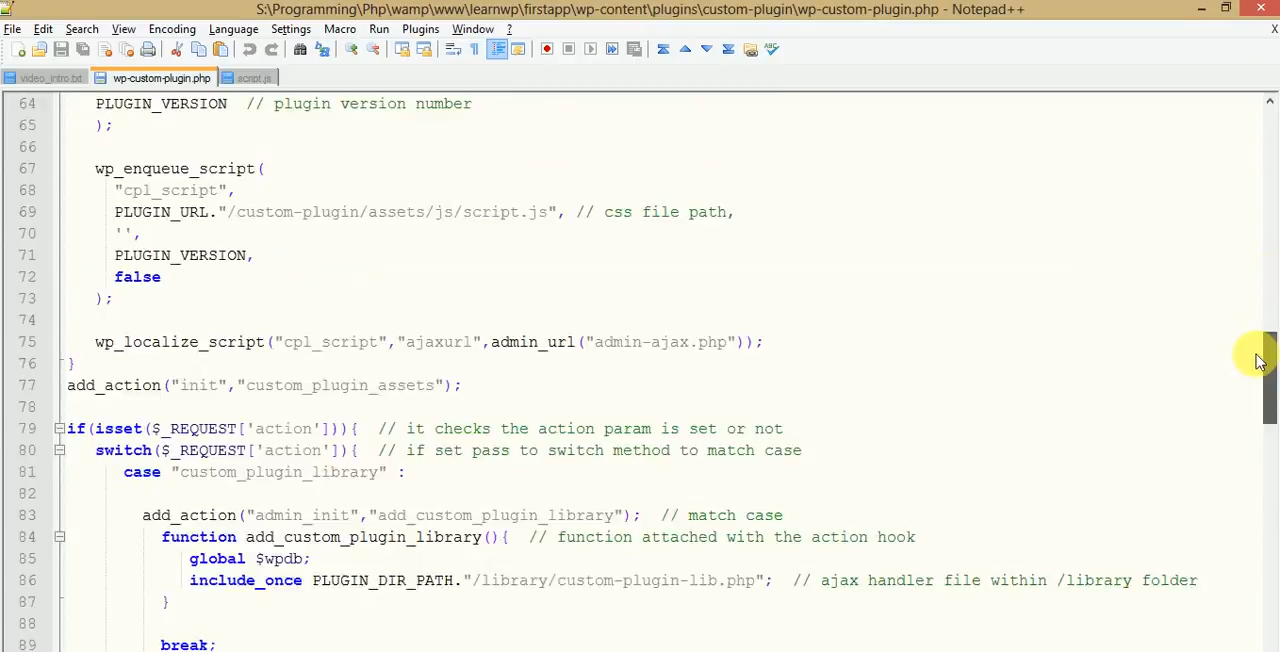 S:\Programming\Php\wamp\www\learnwp\firstapp\wp-content\plugins\custom-plugin\wp-custom-plugin.php - Notepad++
File Edit Search View Encoding Language Settings Macro Run Plugins Window ? X
video_intro.txt wp-custom-plugin.php script.js
64 PLUGIN_VERSION // plugin version number
65 );
66
67 wp_enqueue_script(
68 "cpl_script",
69 PLUGIN_URL."/custom-plugin/assets/js/script.js", // css file path,
70 '',
71 PLUGIN_VERSION,
72 false
73 );
74
75 wp_localize_script("cpl_script","ajaxurl",admin_url("admin-ajax.php"));
76 }
77 add_action("init","custom_plugin_assets");
78
79 if(isset($_REQUEST['action'])){ // it checks the action param is set or not
80 switch($_REQUEST['action']){ // if set pass to switch method to match case
81 case "custom_plugin_library" :
82
83 add_action("admin_init","add_custom_plugin_library"); // match case
84 function add_custom_plugin_library(){ // function attached with the action hook
85 global $wpdb;
86 include_once PLUGIN_DIR_PATH."/library/custom-plugin-lib.php"; // ajax handler file within /library folder
87 }
88
89 break;